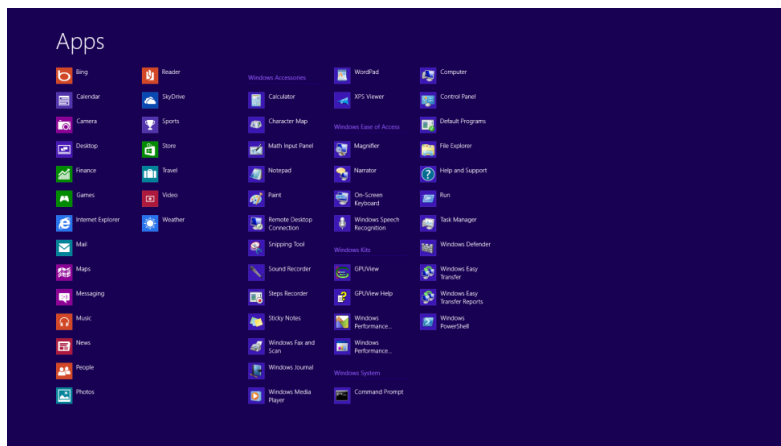 Apps
Bing
Calendar
Camera
Desktop
Finance
Games
Internet Explorer
Mail
Maps
Messaging
Music
News
People
Photos
Reader
SkyDrive
Sports
Store
Travel
Video
Weather
Windows Accessories
Calculator
Character Map
Math Input Panel
Notepad
Paint
Remote Desktop
Connection
Snipping Tool
Sound Recorder
Steps Recorder
Sticky Notes
Windows Fax and
Scan
Windows Journal
Windows Media
Player
WordPad
XPS Viewer
Windows Ease of Access
Magnifier
Narrator
On-Screen
Keyboard
Windows Speech
Recognition
Windows Kits
GPUView
GPUView Help
Windows
Performance...
Windows
Performance...
Windows System
Command Prompt
Computer
Control Panel
Default Programs
File Explorer
Help and Support
Run
Task Manager
Windows Defender
Windows Easy
Transfer
Windows Easy
Transfer Reports
Windows
PowerShell